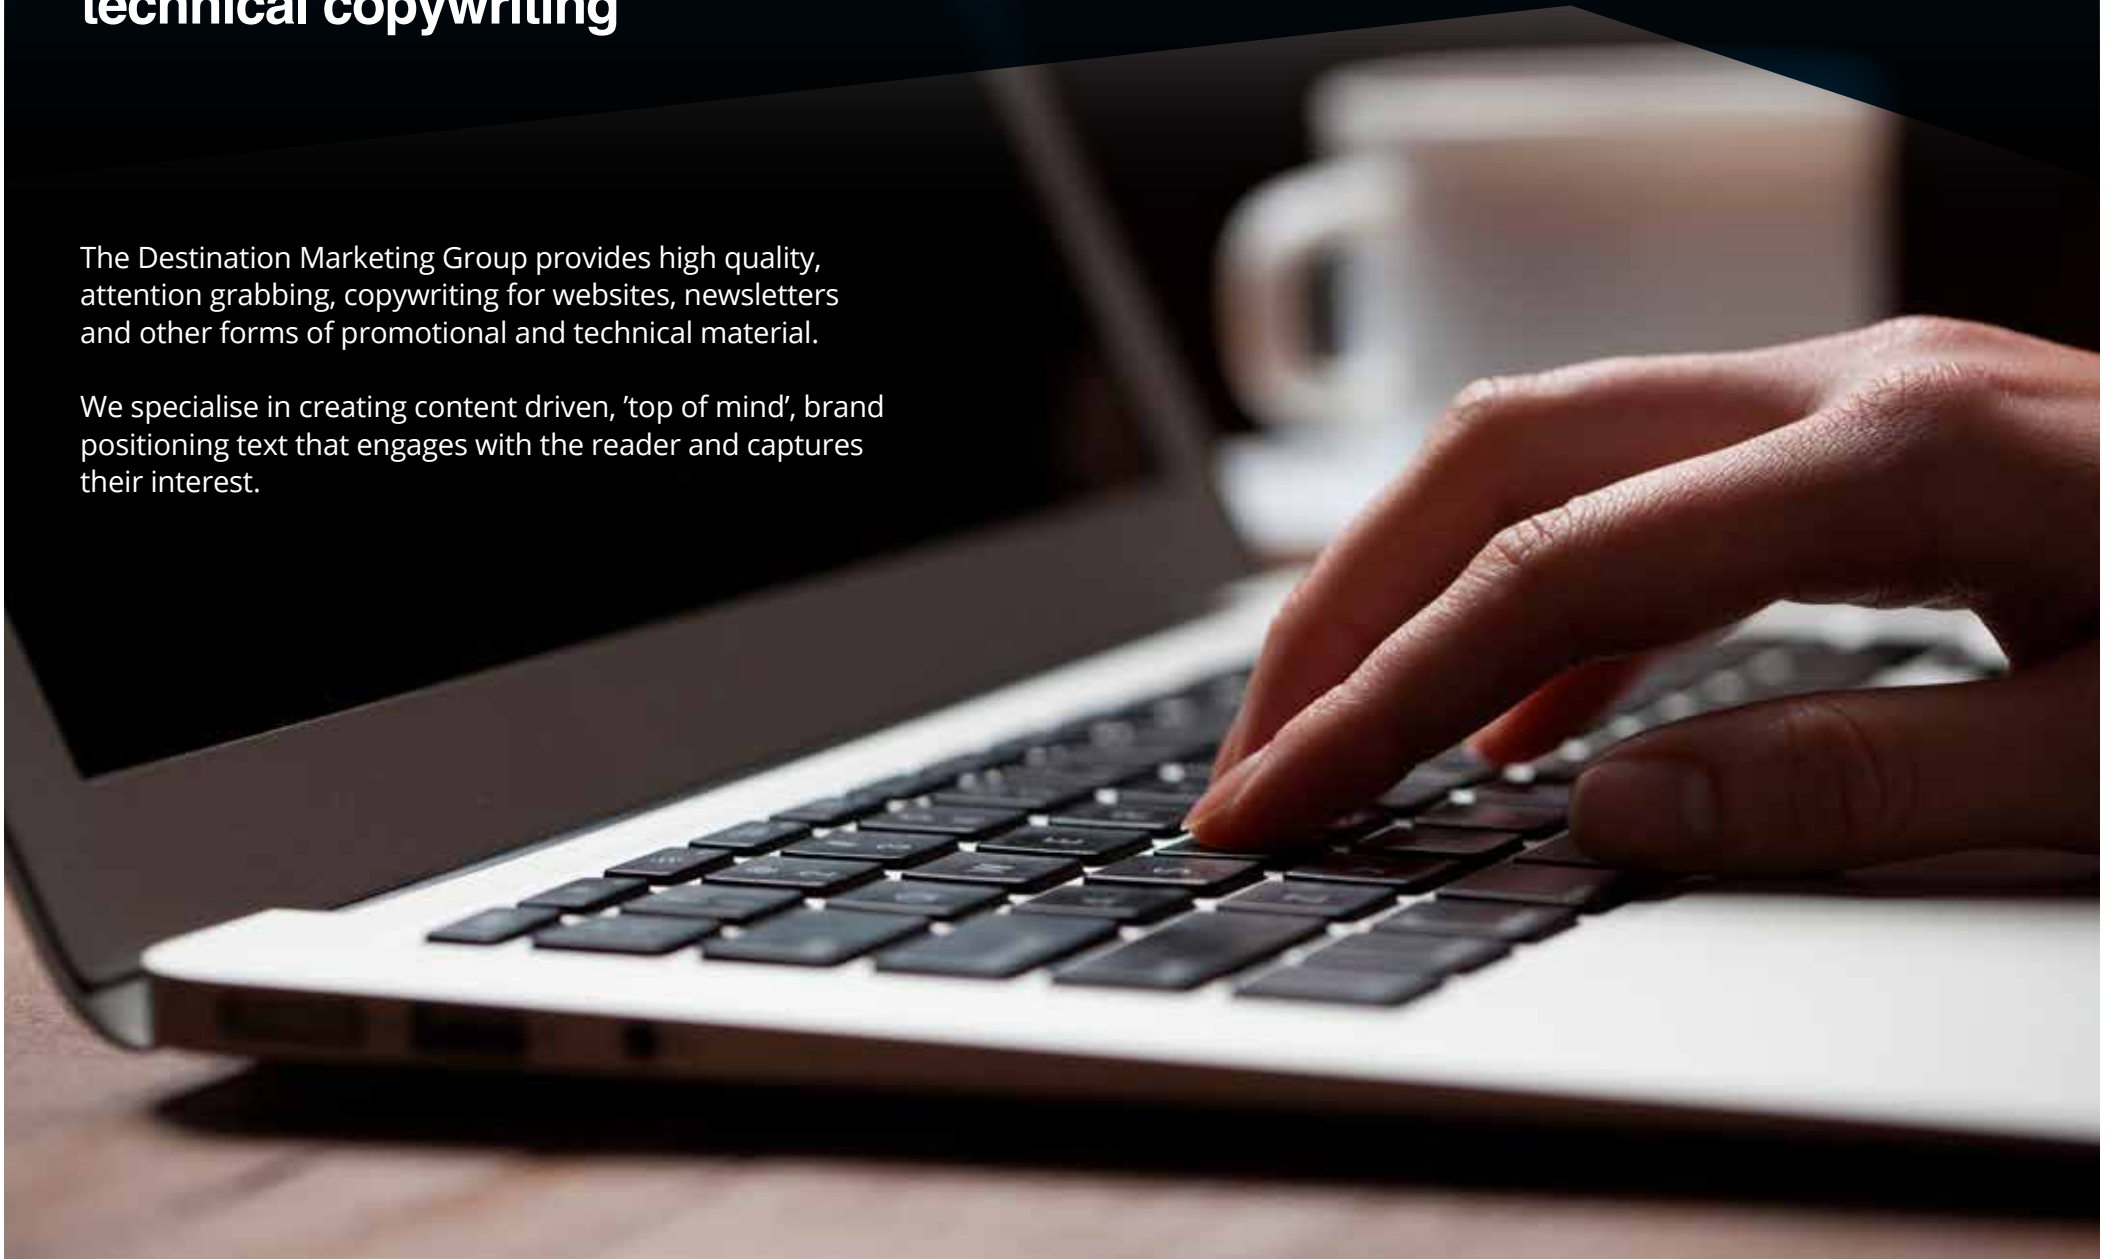 technical copywriting
The Destination Marketing Group provides high quality,
attention grabbing, copywriting for websites, newsletters
and other forms of promotional and technical material.
We specialise in creating content driven, ’top of mind’, brand
positioning text that engages with the reader and captures
their interest.